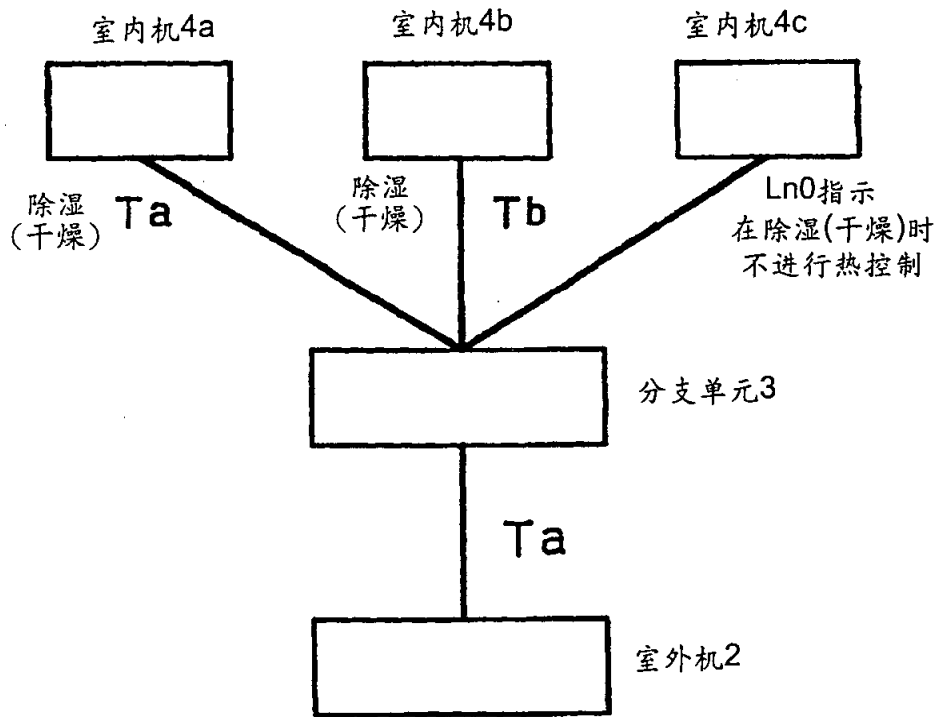 室内机4a
室内机4b
室内机4c
除湿
(干燥)
Ta
除湿
(干燥)
Tb
Ln0指示
在除湿(干燥)时
不进行热控制
分支单元3
Ta
室外机2